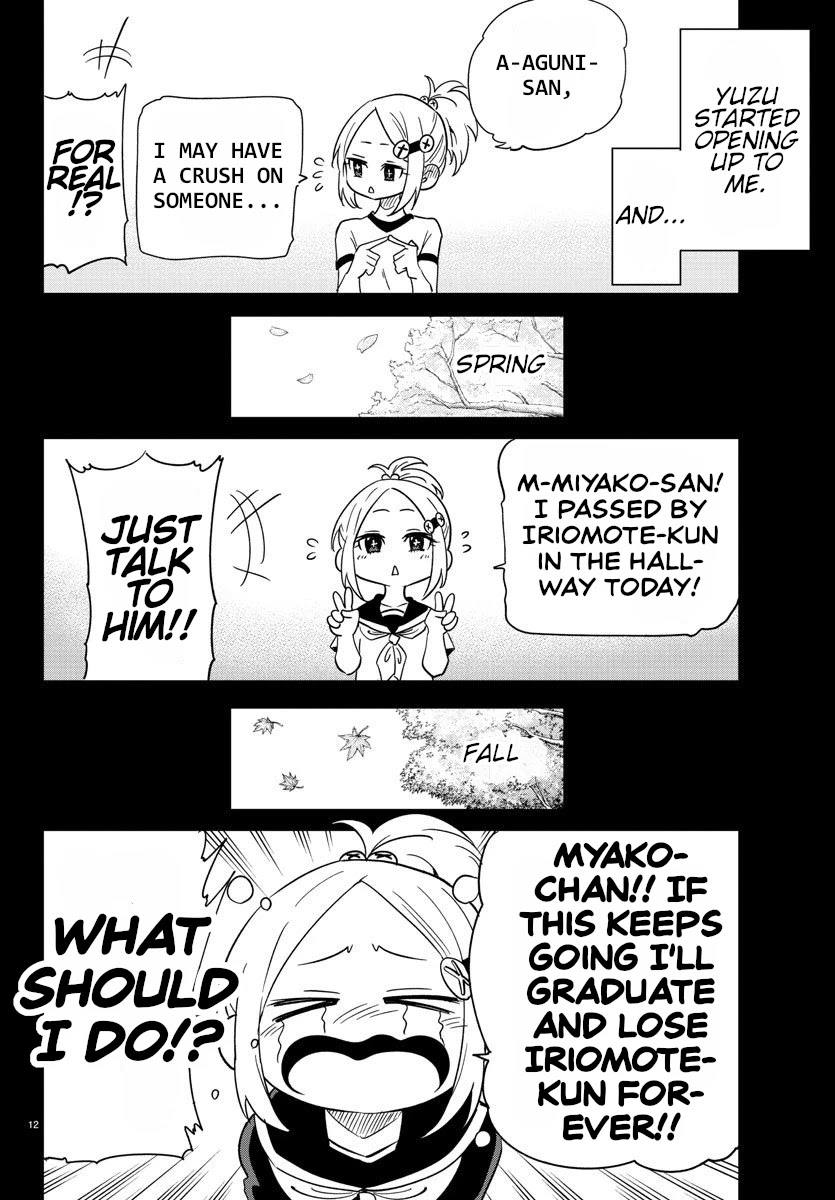 YUZU
STARTED
OPENING
UP TO
ME.
AND...
A-AGUNI-
SAN,
I MAY HAVE
A CRUSH ON
SOMEONE...
FOR
REAL
!?
SPRING
M-MIYAKO-SAN!
I PASSED BY
IRIOMOTE-KUN
IN THE HALL-
WAY TODAY!
JUST
TALK
TO
HIM!!
FALL
MYAKO-
CHAN!! IF
THIS KEEPS
GOING I'LL
GRADUATE
AND LOSE
IRIOMOTE-
KUN FOR-
EVER!!
WHAT
SHOULD
I DO!?
12